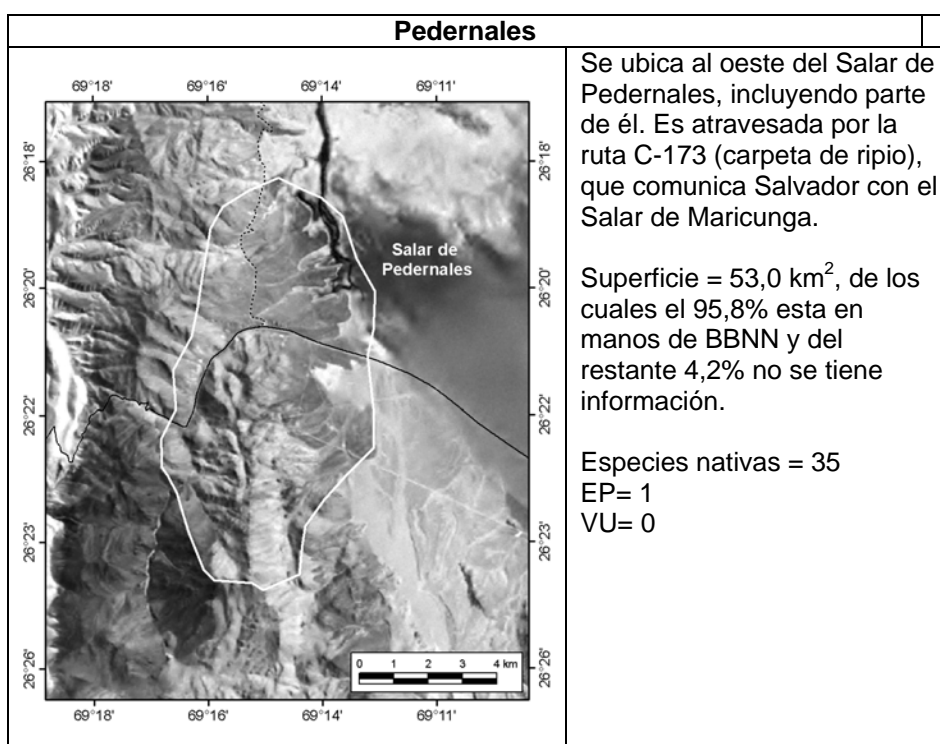 Pedernales
69°18' 69°16' 69°14' 69°11'
26°18' 26°18'
Salar de
Pedernales
26°20' 26°20'
26°22' 26°22'
26°23' 26°23'
0 1 2 3 4 km
26°26' 26°26'
69°18' 69°16' 69°14' 69°11'
Se ubica al oeste del Salar de
Pedernales, incluyendo parte
de él. Es atravesada por la
ruta C-173 (carpeta de ripio),
que comunica Salvador con el
Salar de Maricunga.
Superficie = 53,0 km², de los
cuales el 95,8% esta en
manos de BBNN y del
restante 4,2% no se tiene
información.
Especies nativas = 35
EP= 1
VU= 0